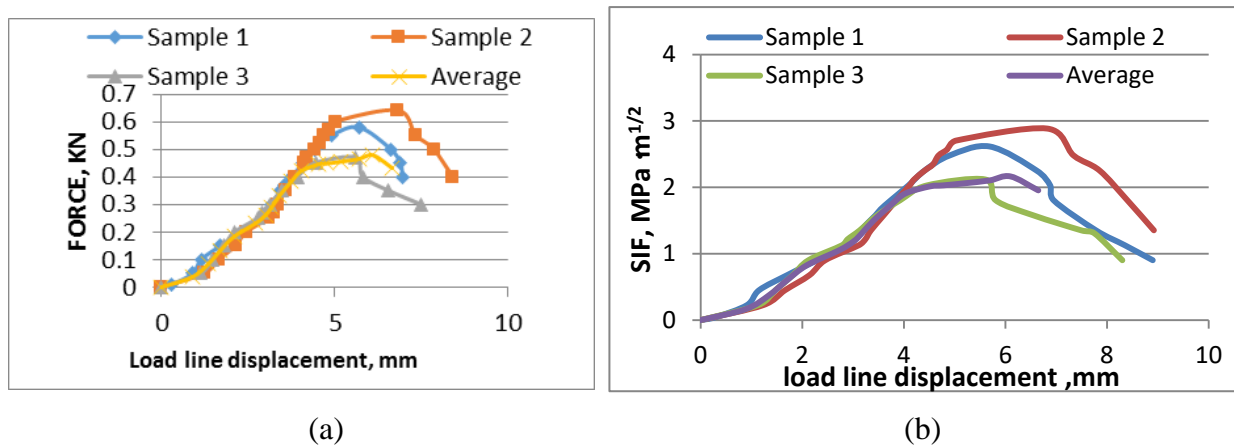 Sample 1 Sample 2
Sample 3 Average
FORCE, KN
0.7
0.6
0.5
0.4
0.3
0.2
0.1
0
0 5 10
Load line displacement, mm
(a)
Sample 1 Sample 2
Sample 3 Average
SIF, MPa m^1/2
4
3
2
1
0
0 2 4 6 8 10
load line displacement ,mm
(b)